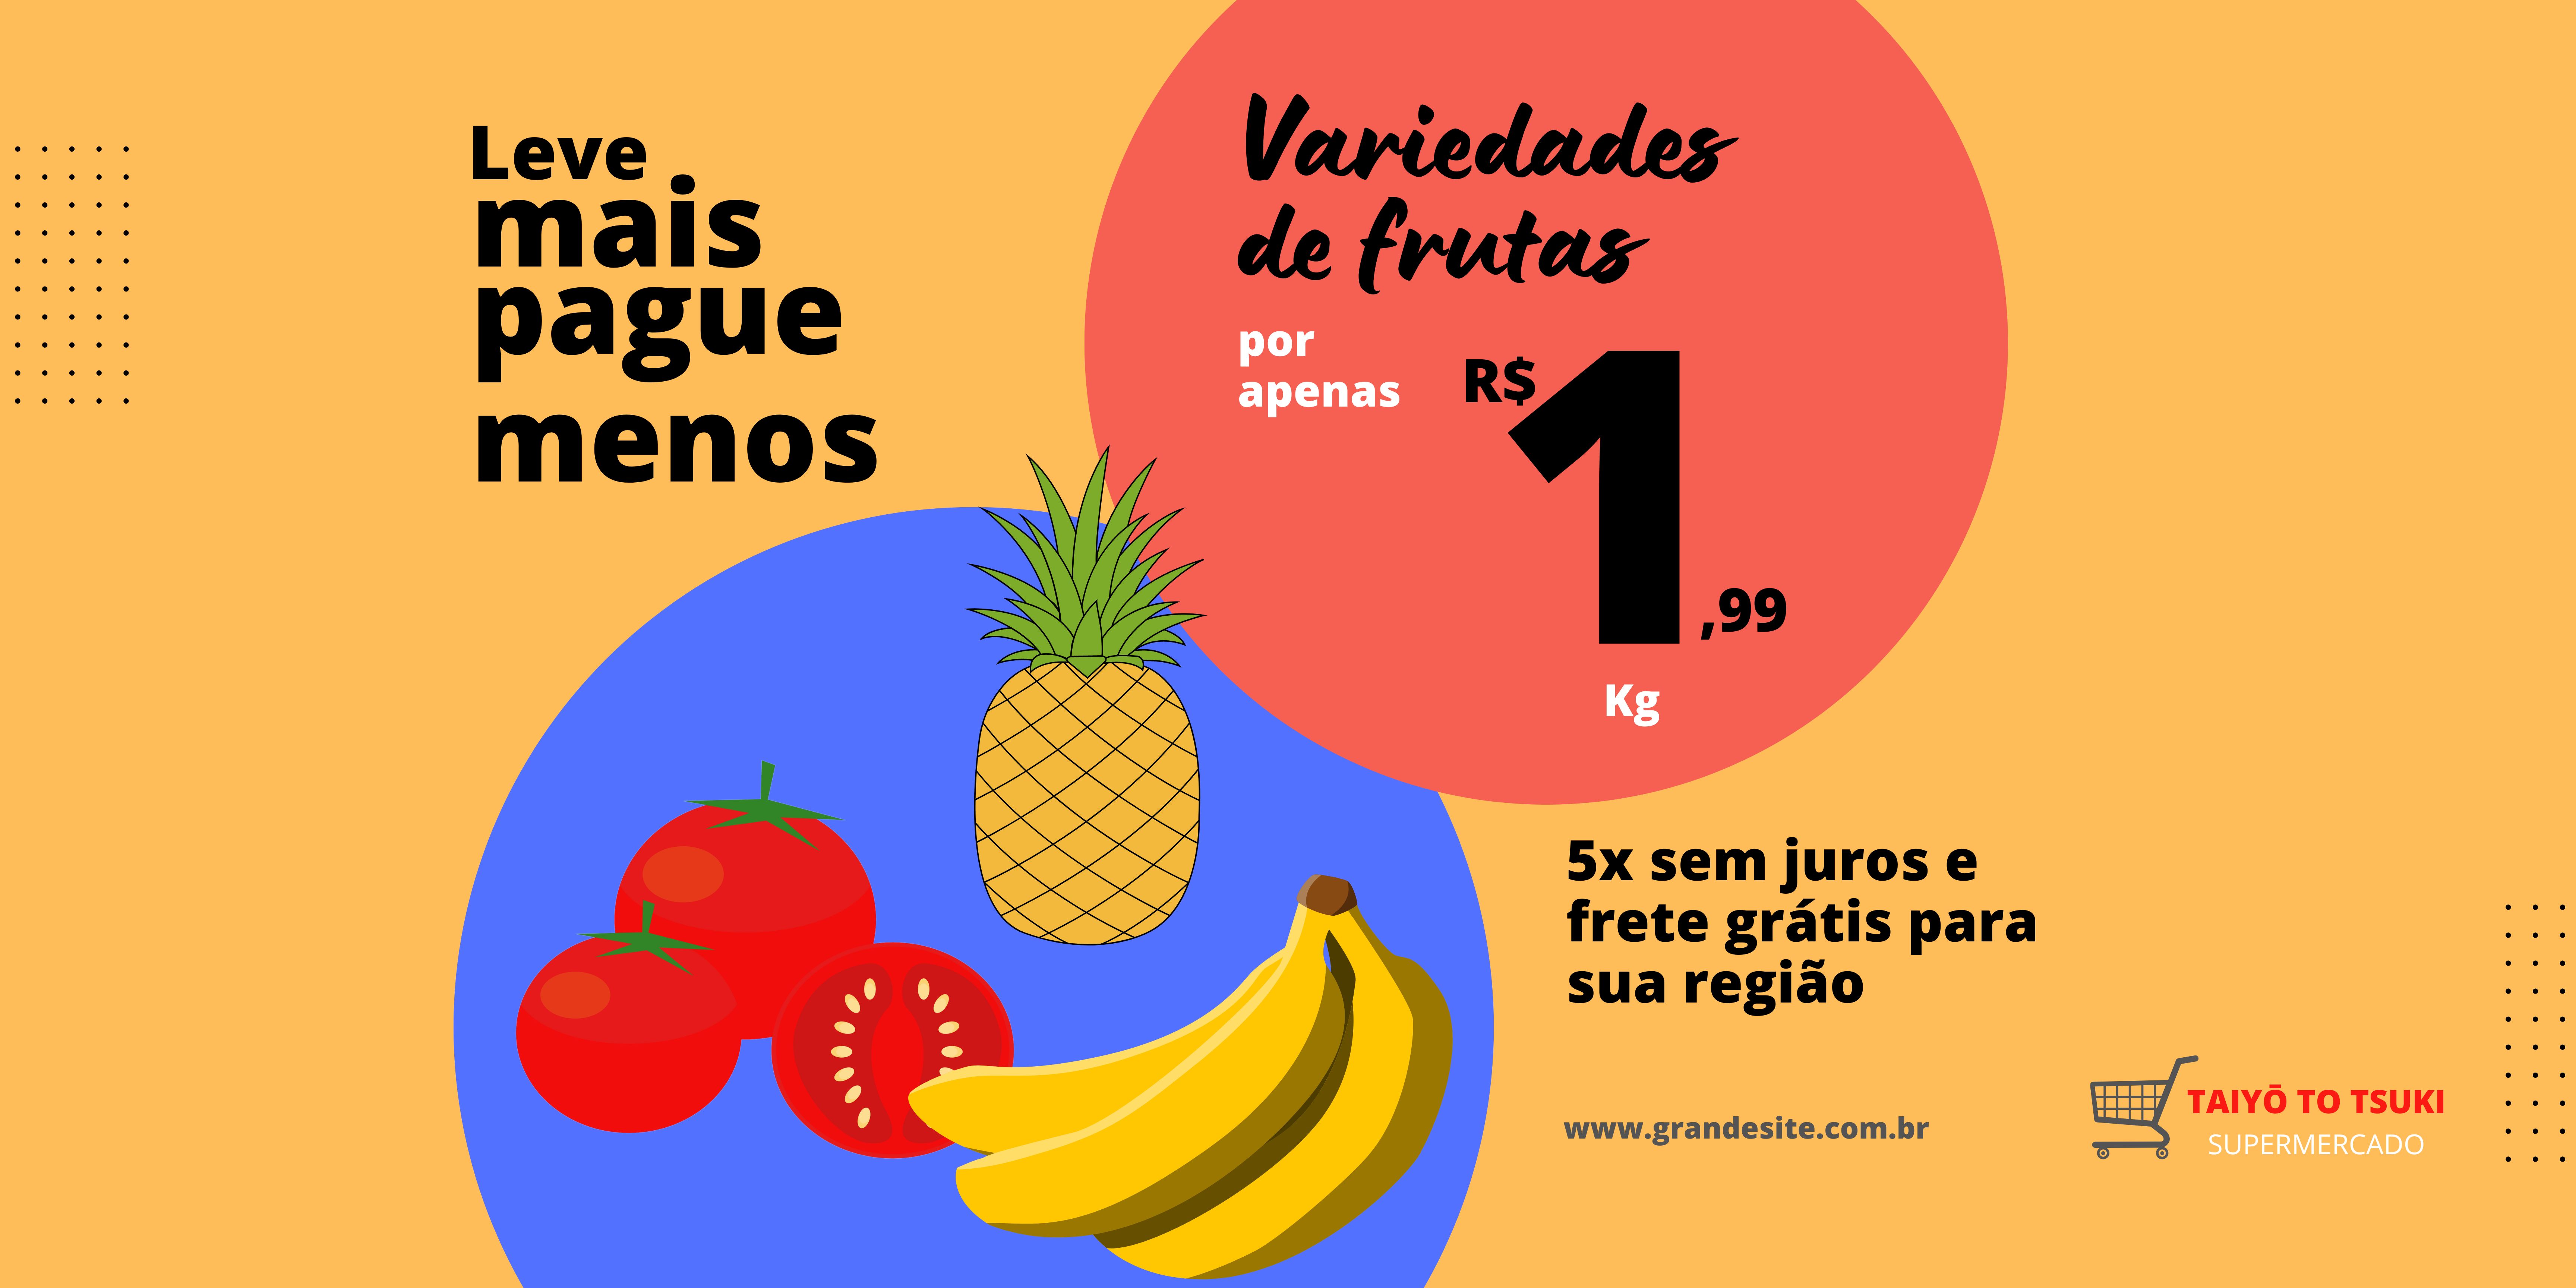 Leve
mais
pague
menos
Variedades
de frutas
por
apenas
R$
1
,99
Kg
5x sem juros e
frete grátis para
sua região
www.grandesite.com.br
TAIYŌ TO TSUKI
SUPERMERCADO